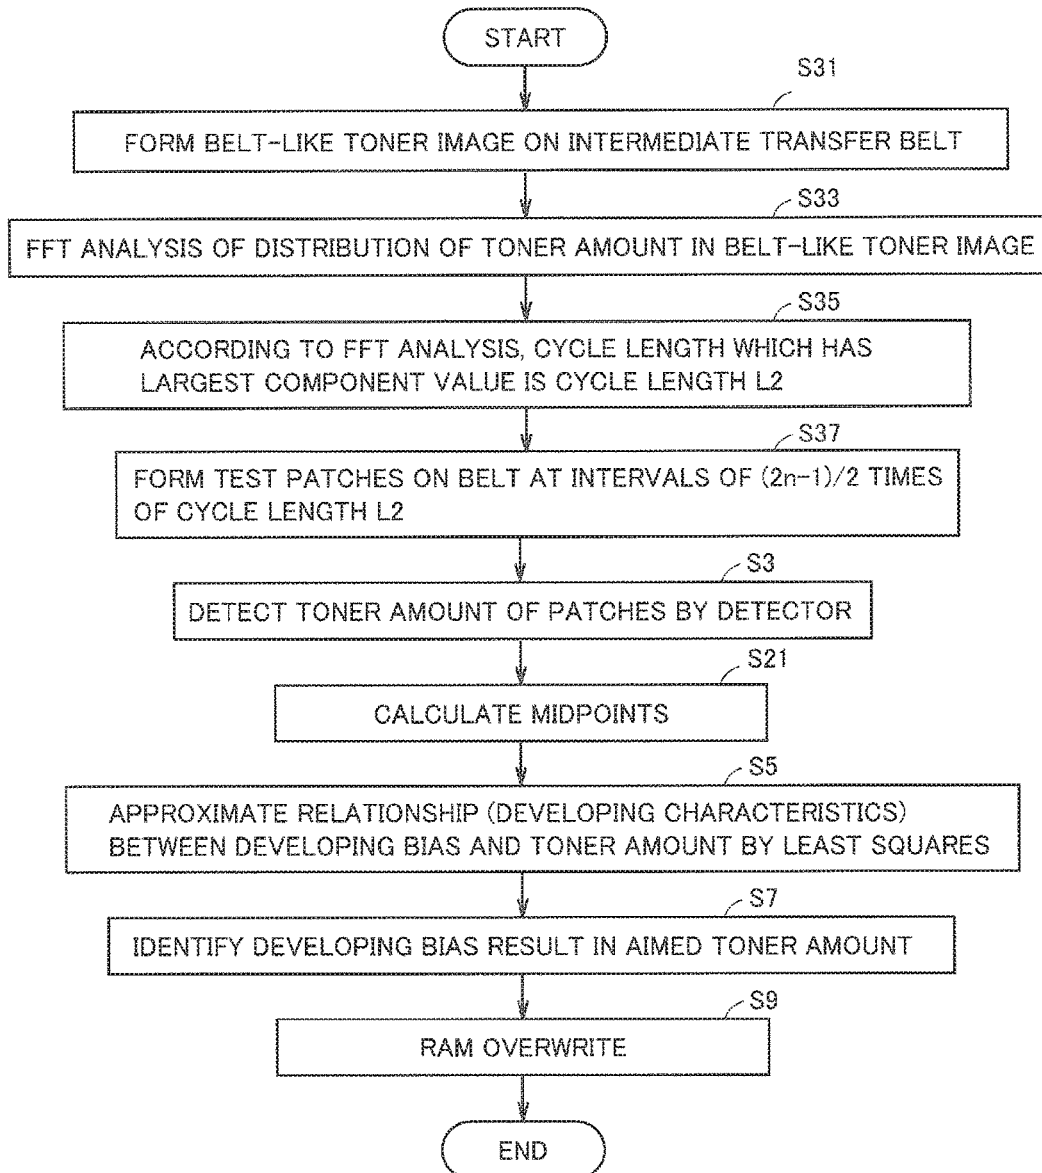 START
S31
FORM BELT-LIKE TONER IMAGE ON INTERMEDIATE TRANSFER BELT
S33
FFT ANALYSIS OF DISTRIBUTION OF TONER AMOUNT IN BELT-LIKE TONER IMAGE
S35
ACCORDING TO FFT ANALYSIS, CYCLE LENGTH WHICH HAS
LARGEST COMPONENT VALUE IS CYCLE LENGTH L2
S37
FORM TEST PATCHES ON BELT AT INTERVALS OF (2n-1)/2 TIMES
OF CYCLE LENGTH L2
S3
DETECT TONER AMOUNT OF PATCHES BY DETECTOR
S21
CALCULATE MIDPOINTS
S5
APPROXIMATE RELATIONSHIP (DEVELOPING CHARACTERISTICS)
BETWEEN DEVELOPING BIAS AND TONER AMOUNT BY LEAST SQUARES
S7
IDENTIFY DEVELOPING BIAS RESULT IN AIMED TONER AMOUNT
S9
RAM OVERWRITE
END